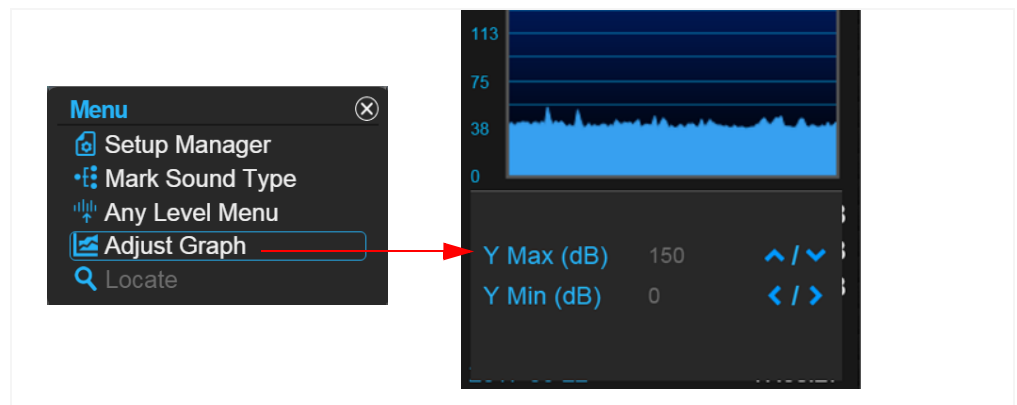 Menu
Setup Manager
Mark Sound Type
Any Level Menu
Adjust Graph
Locate
113
75
38
0
Y Max (dB) 150 /
Y Min (dB) 0 /